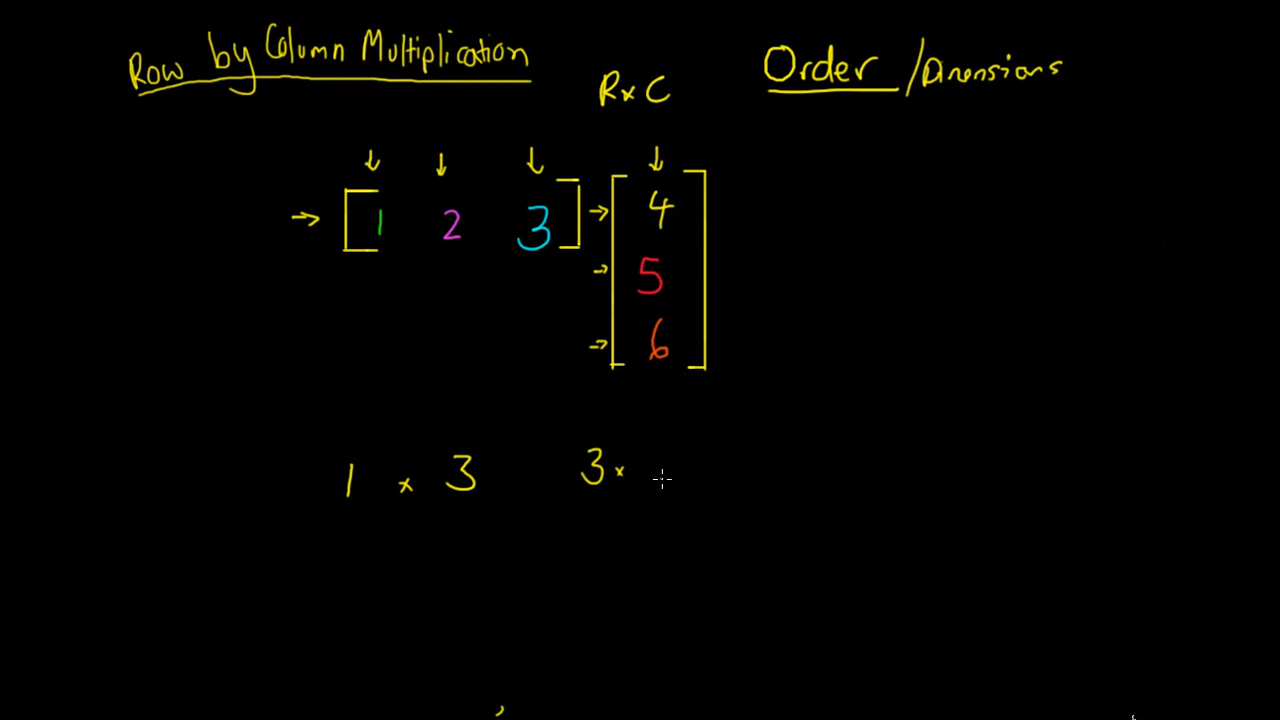 Row by Column Multiplication
Order / Dimensions
R x C
[ 1 2 3 ] [ 4
5
6 ]
1 x 3 3 x